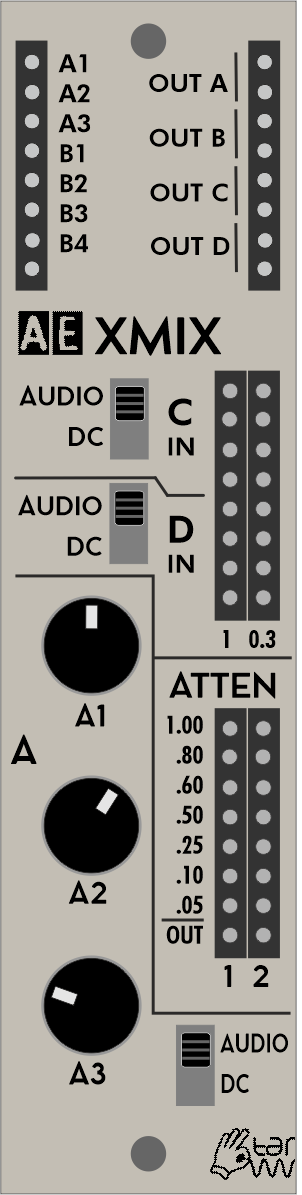 A1
A2
A3
B1
B2
B3
B4
OUT A
OUT B
OUT C
OUT D
AE XMIX
AUDIO
DC
C
IN
AUDIO
DC
D
IN
1 0.3
A1
A
A2
A3
ATTEN
1.00
.80
.60
.50
.25
.10
.05
OUT
1 2
AUDIO
DC